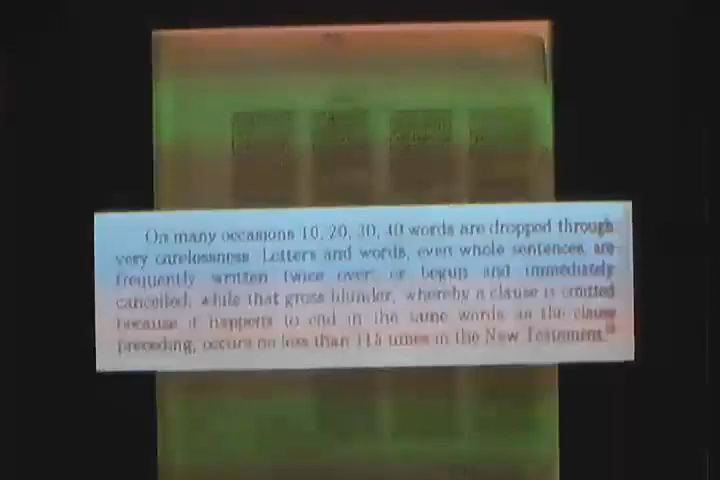 On many occasions 10, 20, 30, 40 words are dropped through
very carelessness. Letters and words, even whole sentences, are
frequently written twice over, or begun and immediately
cancelled; while that gross blunder, whereby a clause is omitted
because it happens to end in the same words as the clause
preceding, occurs no less than 115 times in the New Testament.